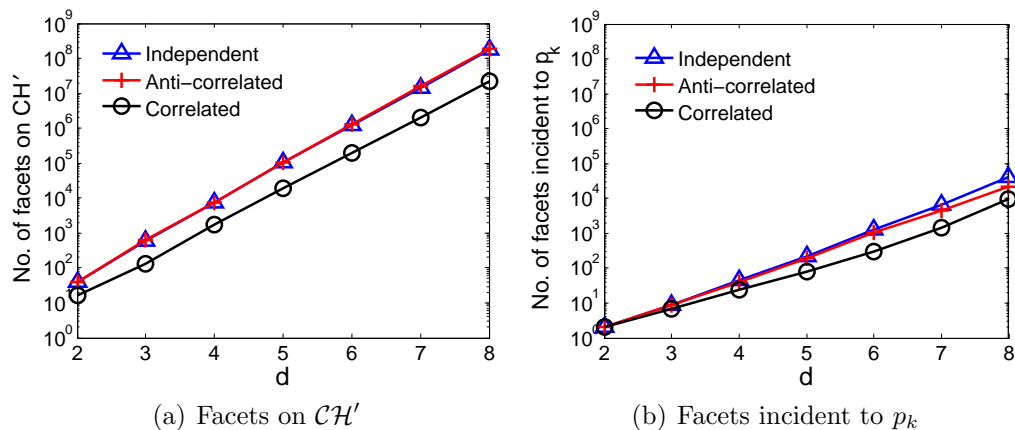 No. of facets on CH′
10^9
10^8
10^7
10^6
10^5
10^4
10^3
10^2
10^1
10^0
Independent
Anti−correlated
Correlated
2 3 4 5 6 7 8
d
(a) Facets on CH′
No. of facets incident to p_k
10^9
10^8
10^7
10^6
10^5
10^4
10^3
10^2
10^1
10^0
Independent
Anti−correlated
Correlated
2 3 4 5 6 7 8
d
(b) Facets incident to p_k